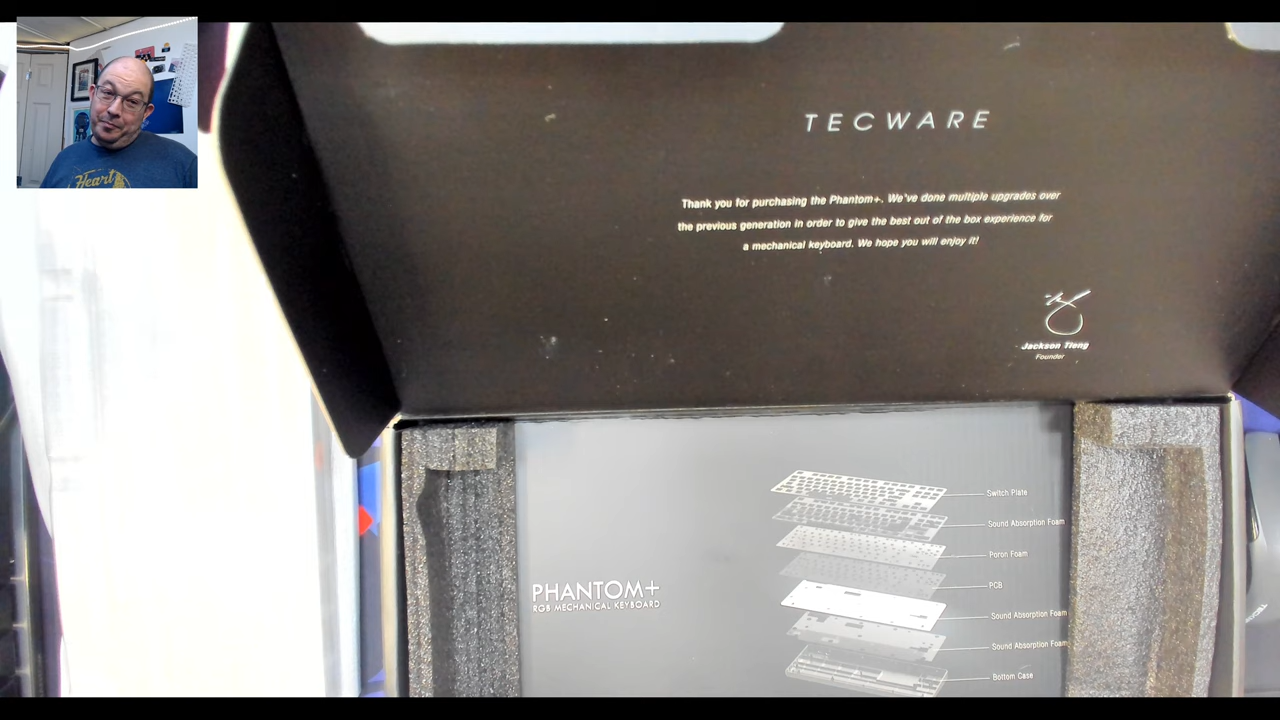 Heart
TECWARE
Thank you for purchasing the Phantom+. We've done multiple upgrades over
the previous generation in order to give the best out of the box experience for
a mechanical keyboard. We hope you will enjoy it!
Jackson Tiong
Founder
Switch Plate
Sound Absorption Foam
Poron Foam
PCB
Sound Absorption Foam
Sound Absorption Foam
Bottom Case
PHANTOM+
RGB MECHANICAL KEYBOARD